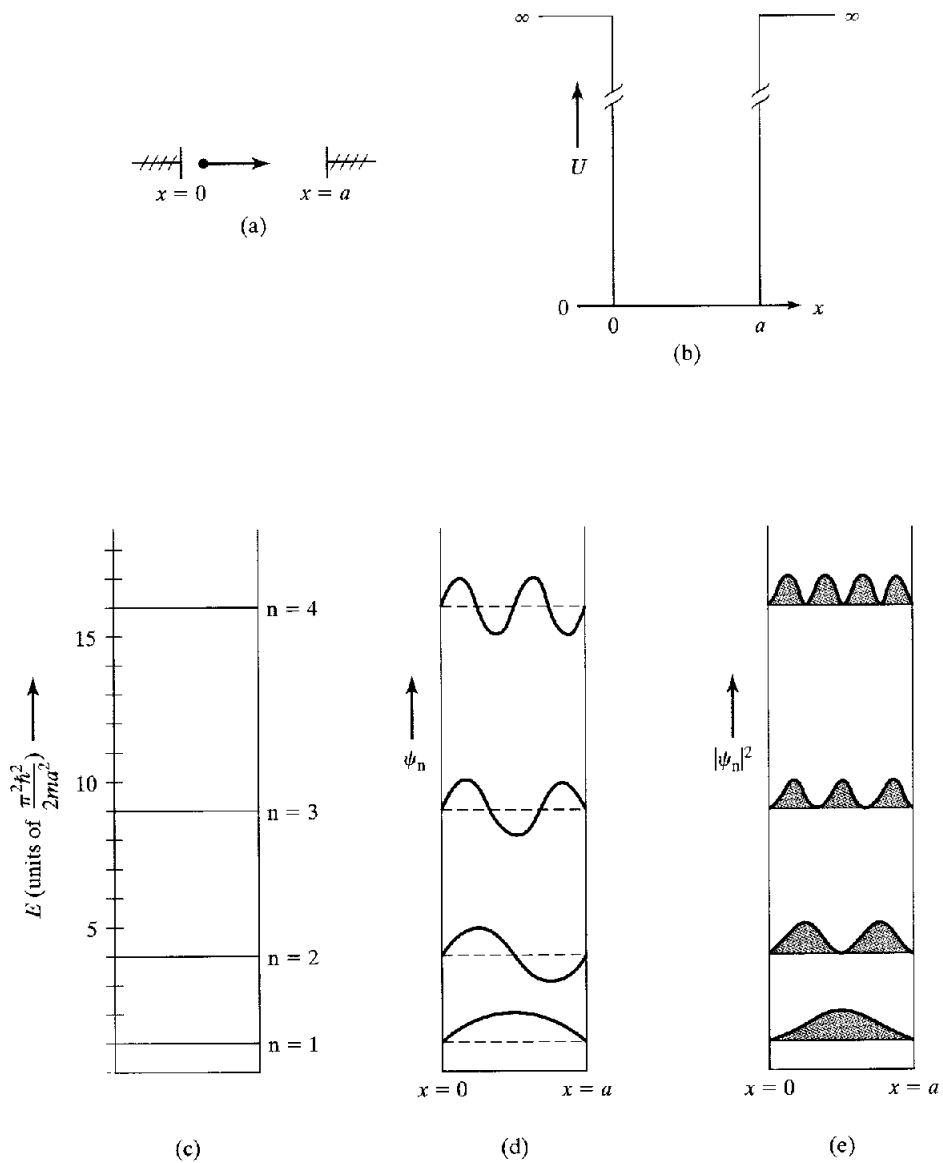 ∞ ∞
U
x = 0 x = a
(a)
0 x
0 a
(b)
E (units of π²ħ²/2ma²)
15
10
5
n = 4
n = 3
n = 2
n = 1
(c)
ψₙ
x = 0 x = a
(d)
|ψₙ|²
x = 0 x = a
(e)